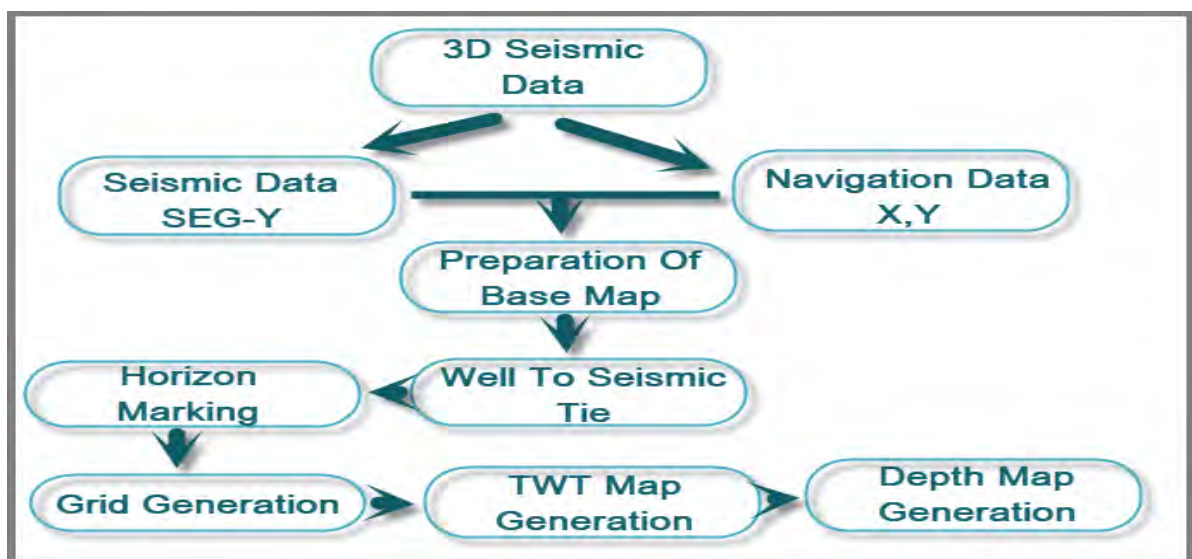 3D Seismic
Data
Seismic Data
SEG-Y
Navigation Data
X,Y
Preparation Of
Base Map
Well To Seismic
Tie
Horizon
Marking
Grid Generation
TWT Map
Generation
Depth Map
Generation